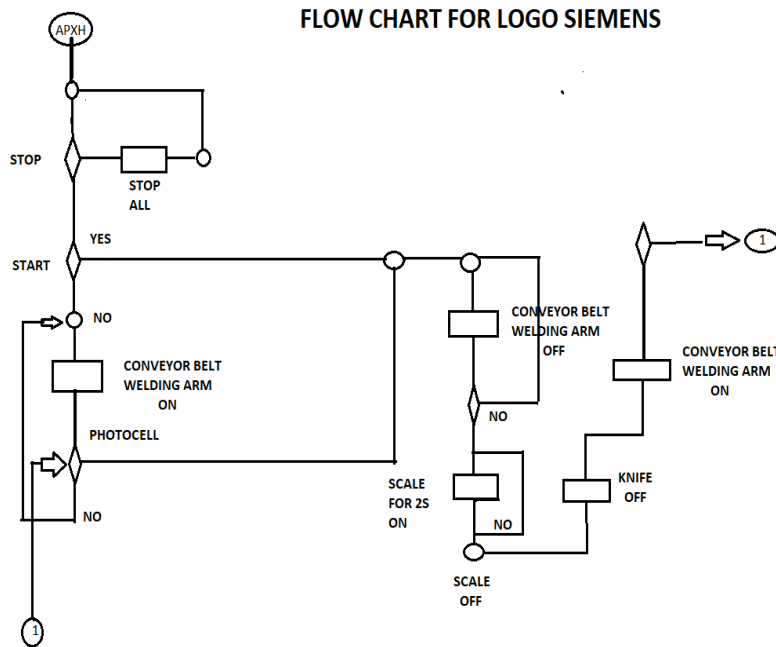 FLOW CHART FOR LOGO SIEMENS
APXH
STOP
STOP
ALL
YES
START
NO
CONVEYOR BELT
WELDING ARM
ON
PHOTOCELL
NO
1
CONVEYOR BELT
WELDING ARM
OFF
NO
SCALE
FOR 2S
ON
NO
SCALE
OFF
KNIFE
OFF
CONVEYOR BELT
WELDING ARM
ON
1